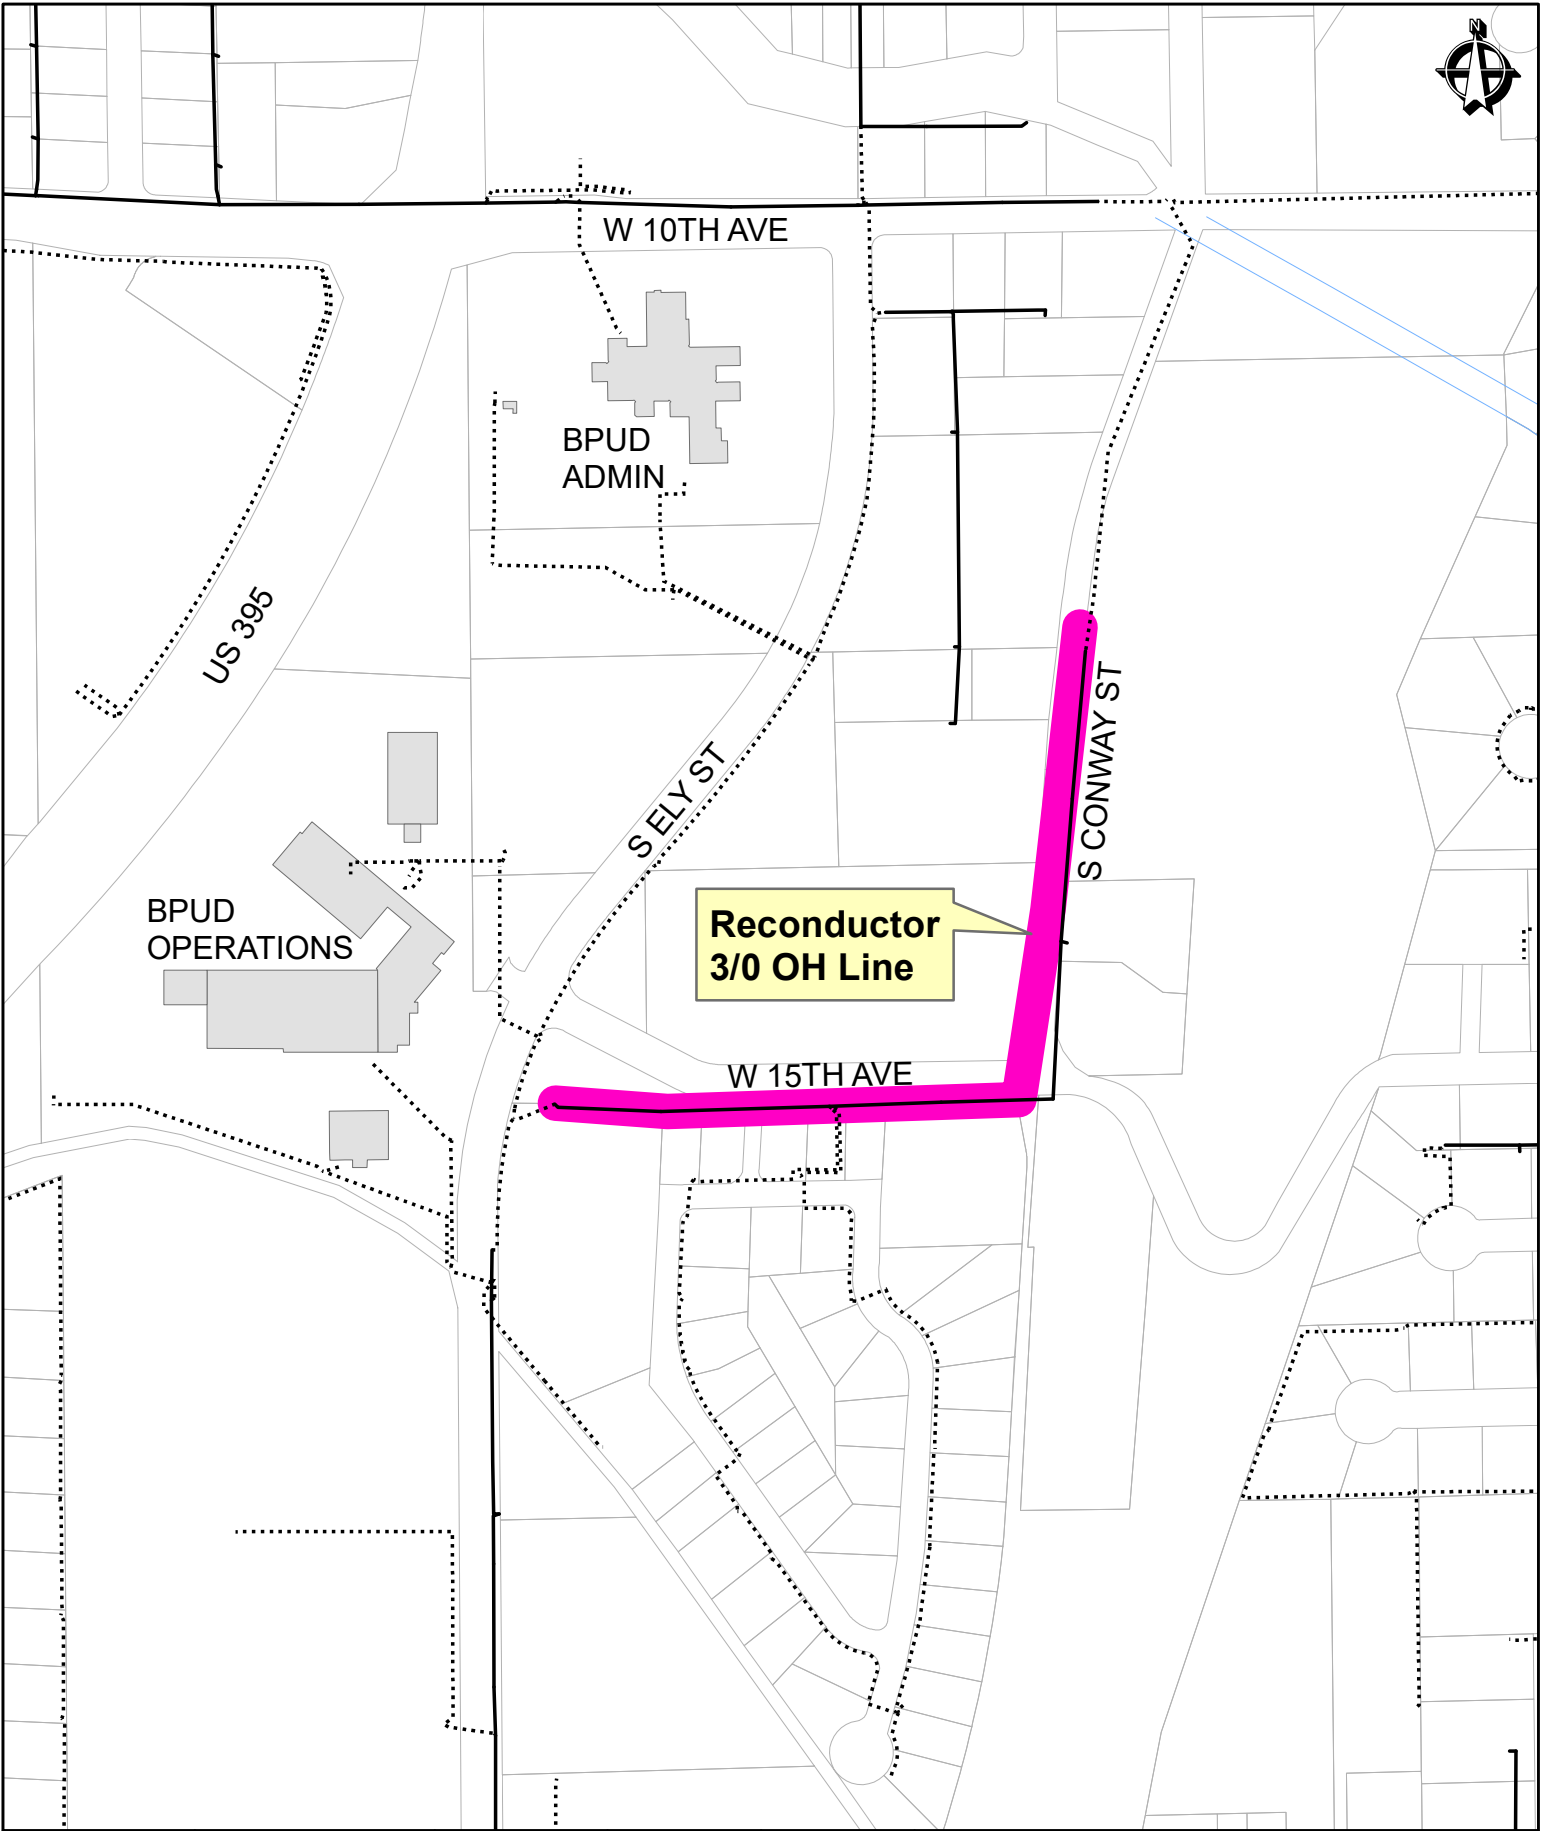 N
W 10TH AVE
BPUD
ADMIN
US 395
S CONWAY ST
S ELY ST
BPUD
OPERATIONS
Reconductor
3/0 OH Line
W 15TH AVE